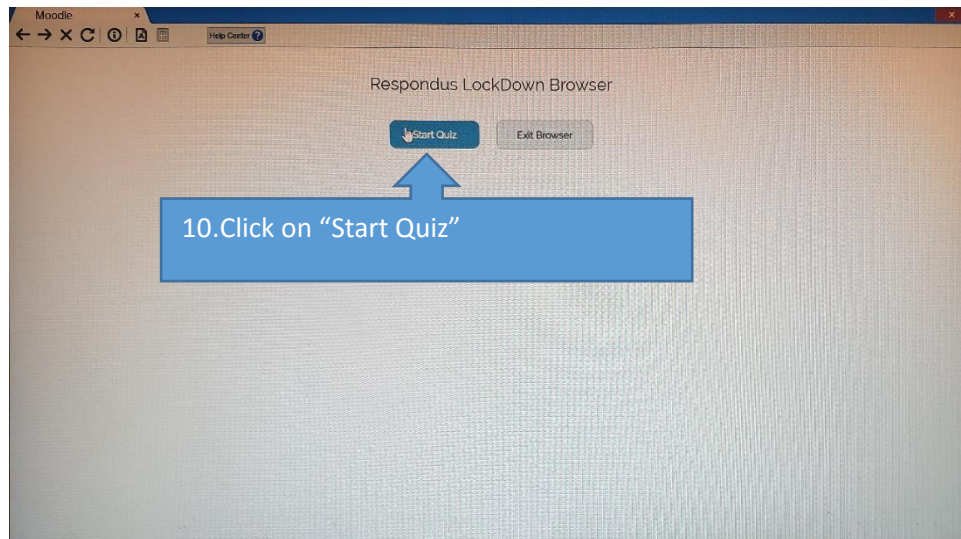 Moodle ×
Help Center ?
Respondus LockDown Browser
Start Quiz Exit Browser
10.Click on “Start Quiz”